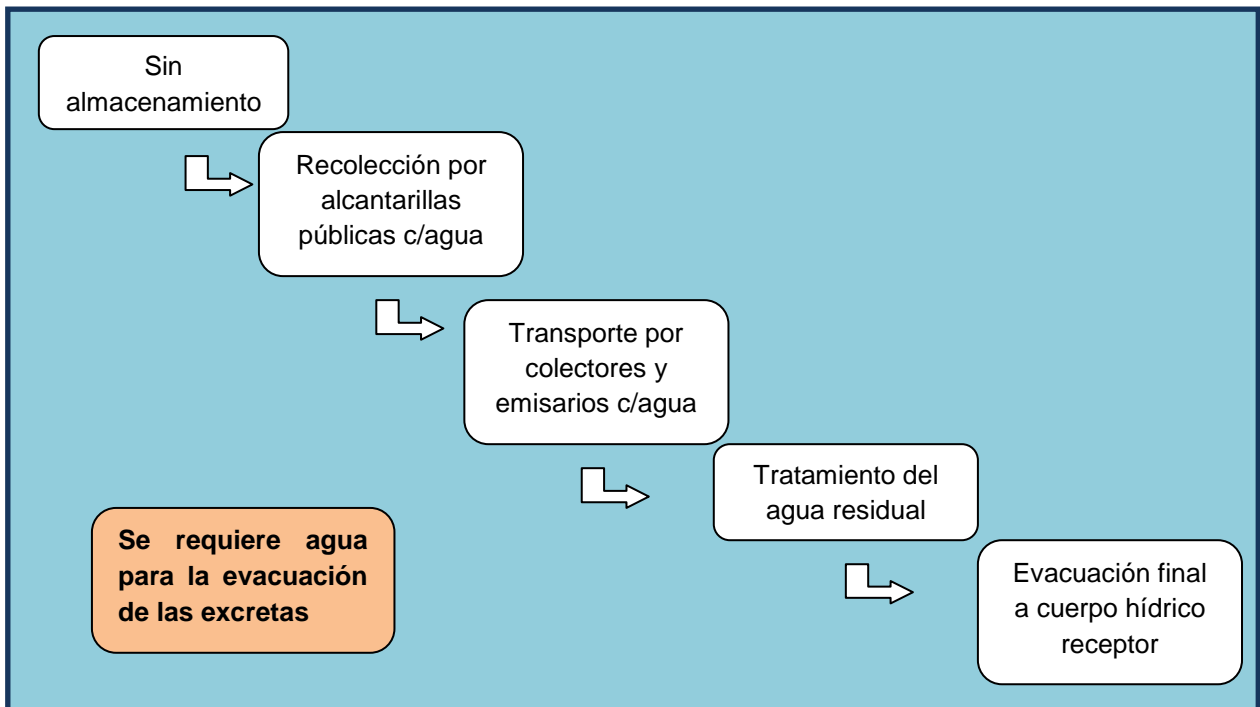 Sin
almacenamiento
Recolección por
alcantarillas
públicas c/agua
Transporte por
colectores y
emisarios c/agua
Tratamiento del
agua residual
Se requiere agua
para la evacuación
de las excretas
Evacuación final
a cuerpo hídrico
receptor